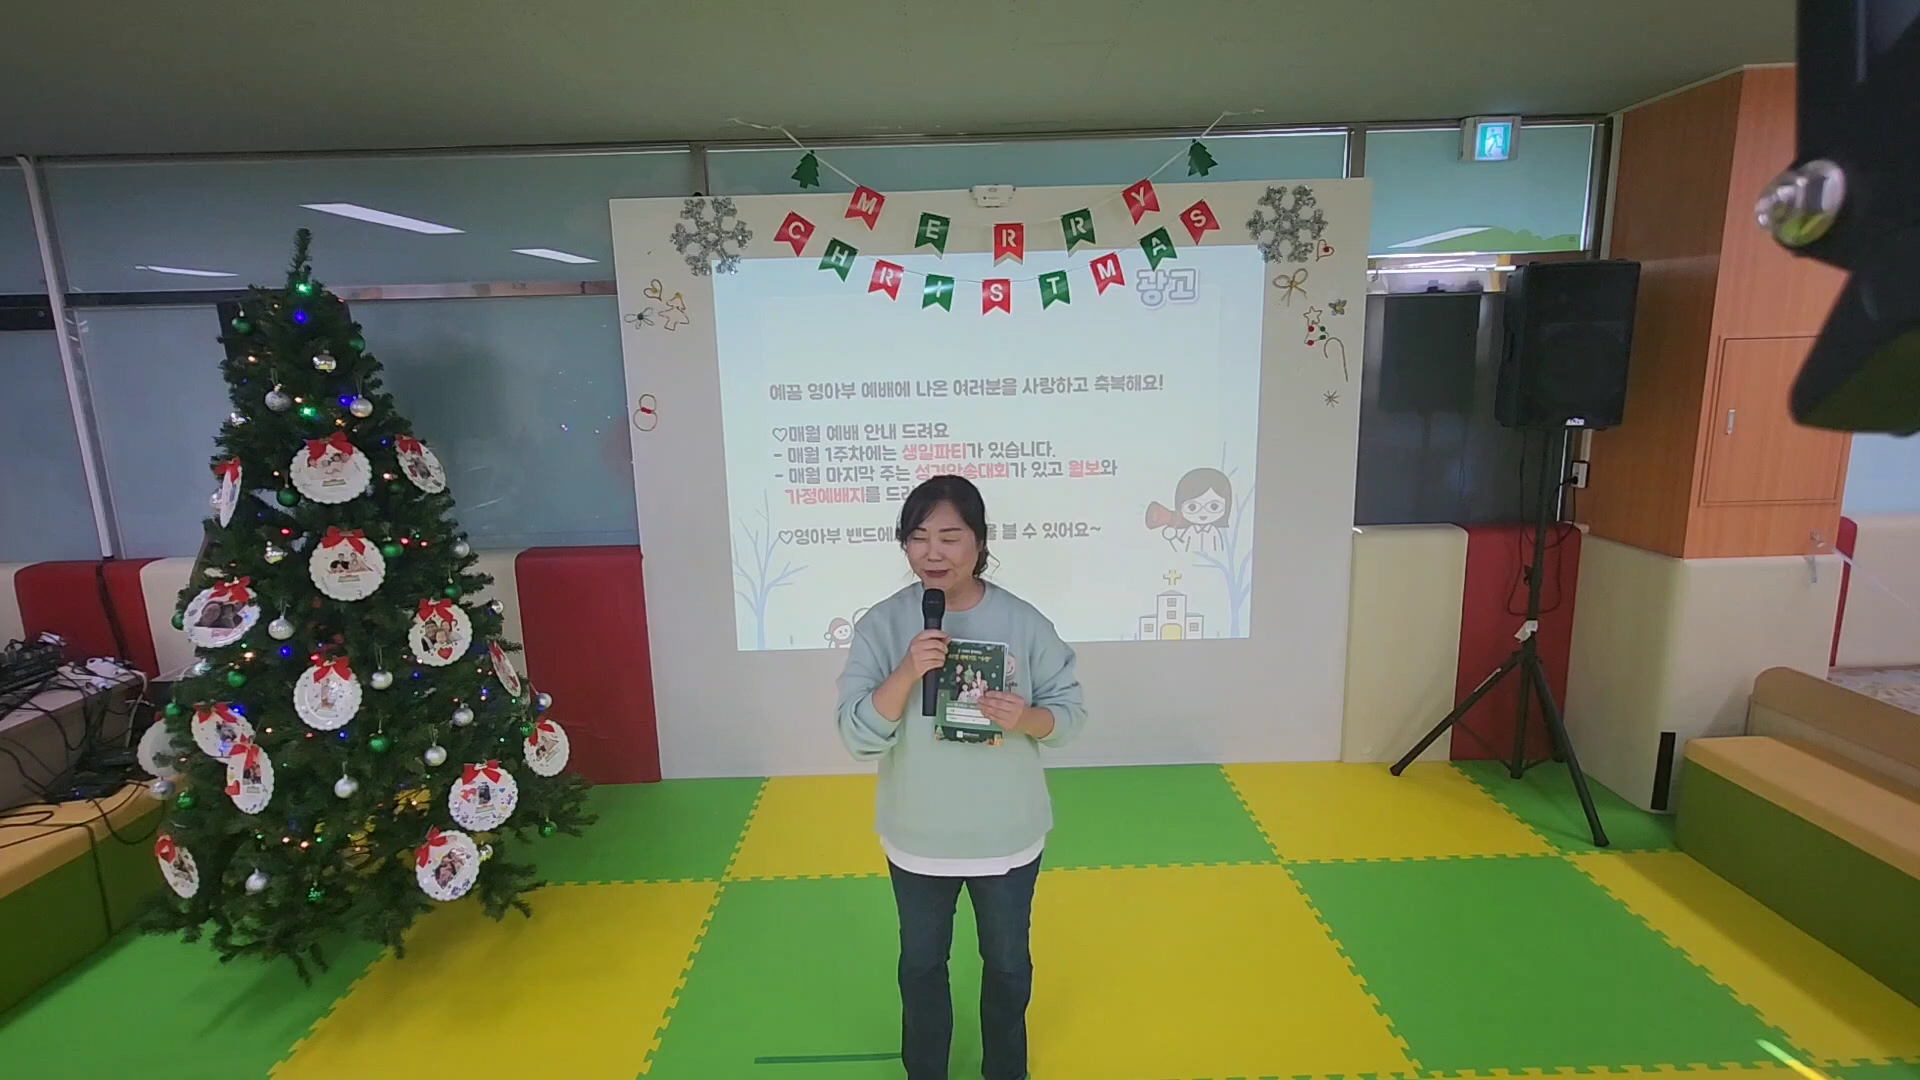 MERRY
CHRISTMAS
광고
예꿈 영아부 예배에 나온 여러분을 사랑하고 축복해요!
♡매월 예배 안내 드려요
- 매월 1주차에는 생일파티가 있습니다.
- 매월 마지막 주는 성경암송대회가 있고 월보와
가정예배지를 드려
♡영아부 밴드에 을 볼 수 있어요~